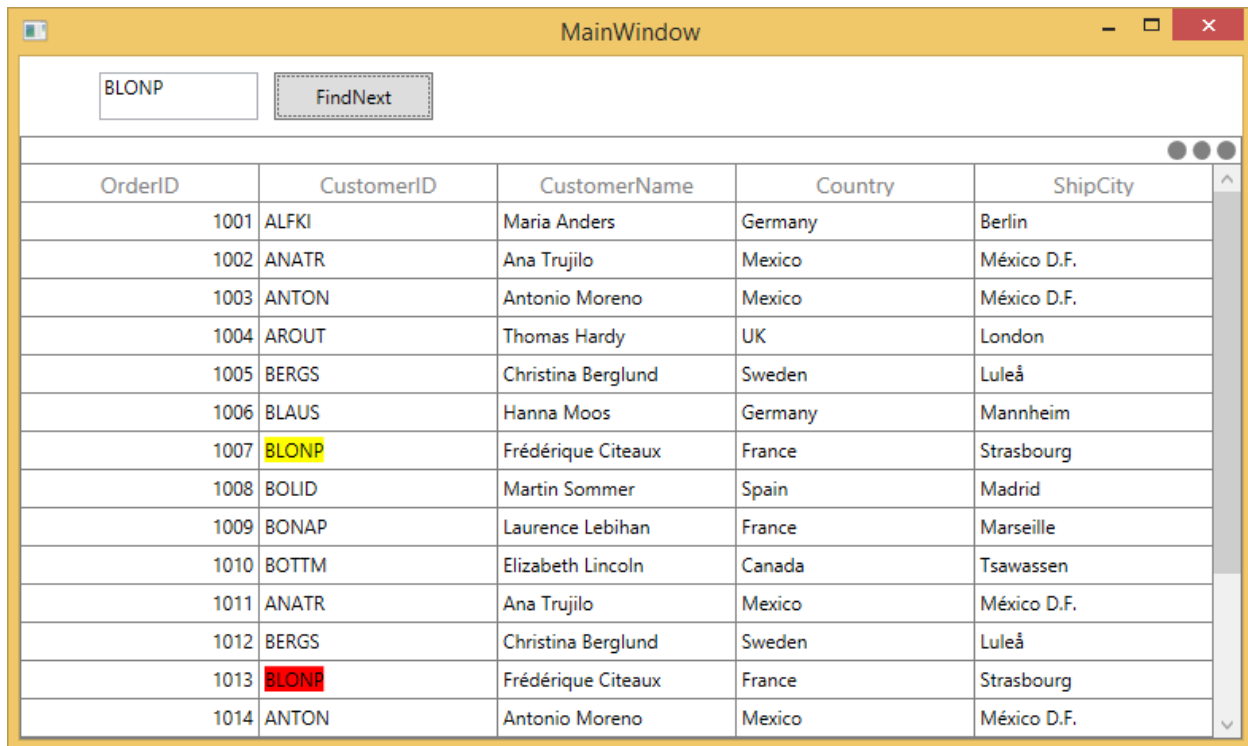 MainWindow
BLONP FindNext
OrderID CustomerID CustomerName Country ShipCity
1001 ALFKI Maria Anders Germany Berlin
1002 ANATR Ana Trujilo Mexico México D.F.
1003 ANTON Antonio Moreno Mexico México D.F.
1004 AROUT Thomas Hardy UK London
1005 BERGS Christina Berglund Sweden Luleå
1006 BLAUS Hanna Moos Germany Mannheim
1007 BLONP Frédérique Citeaux France Strasbourg
1008 BOLID Martin Sommer Spain Madrid
1009 BONAP Laurence Lebihan France Marseille
1010 BOTTM Elizabeth Lincoln Canada Tsawassen
1011 ANATR Ana Trujilo Mexico México D.F.
1012 BERGS Christina Berglund Sweden Luleå
1013 BLONP Frédérique Citeaux France Strasbourg
1014 ANTON Antonio Moreno Mexico México D.F.